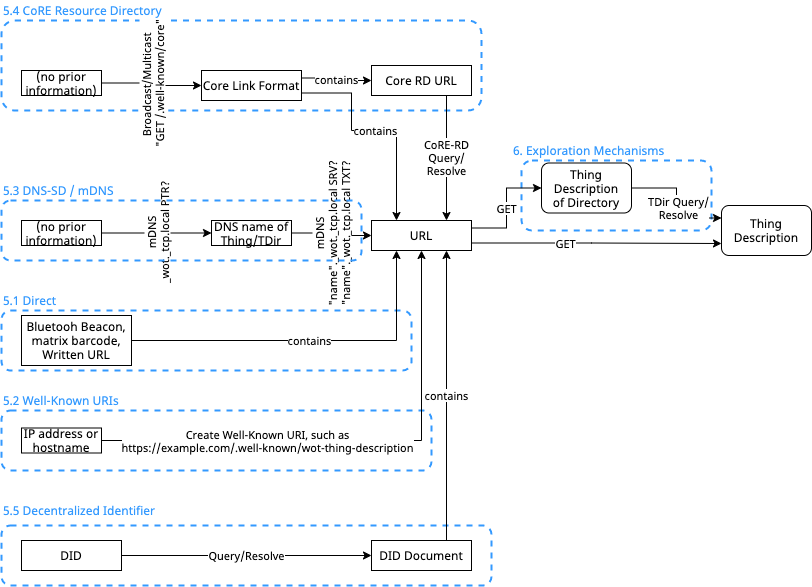 5.4 CoRE Resource Directory
(no prior
information)
Broadcast/Multicast
"GET /.well-known/core"
Core Link Format
contains
Core RD URL
contains
CoRE-RD
Query/
Resolve
6. Exploration Mechanisms
Thing
Description
of Directory
GET
TDir Query/
Resolve
Thing
Description
5.3 DNS-SD / mDNS
(no prior
information)
mDNS
_wot._tcp.local PTR?
DNS name of
Thing/TDir
mDNS
"name"._wot._tcp.local SRV?
"name"._wot._tcp.local TXT?
URL
GET
5.1 Direct
Bluetooh Beacon,
matrix barcode,
Written URL
contains
5.2 Well-Known URIs
IP address or
hostname
Create Well-Known URI, such as
https://example.com/.well-known/wot-thing-description
contains
5.5 Decentralized Identifier
DID
Query/Resolve
DID Document